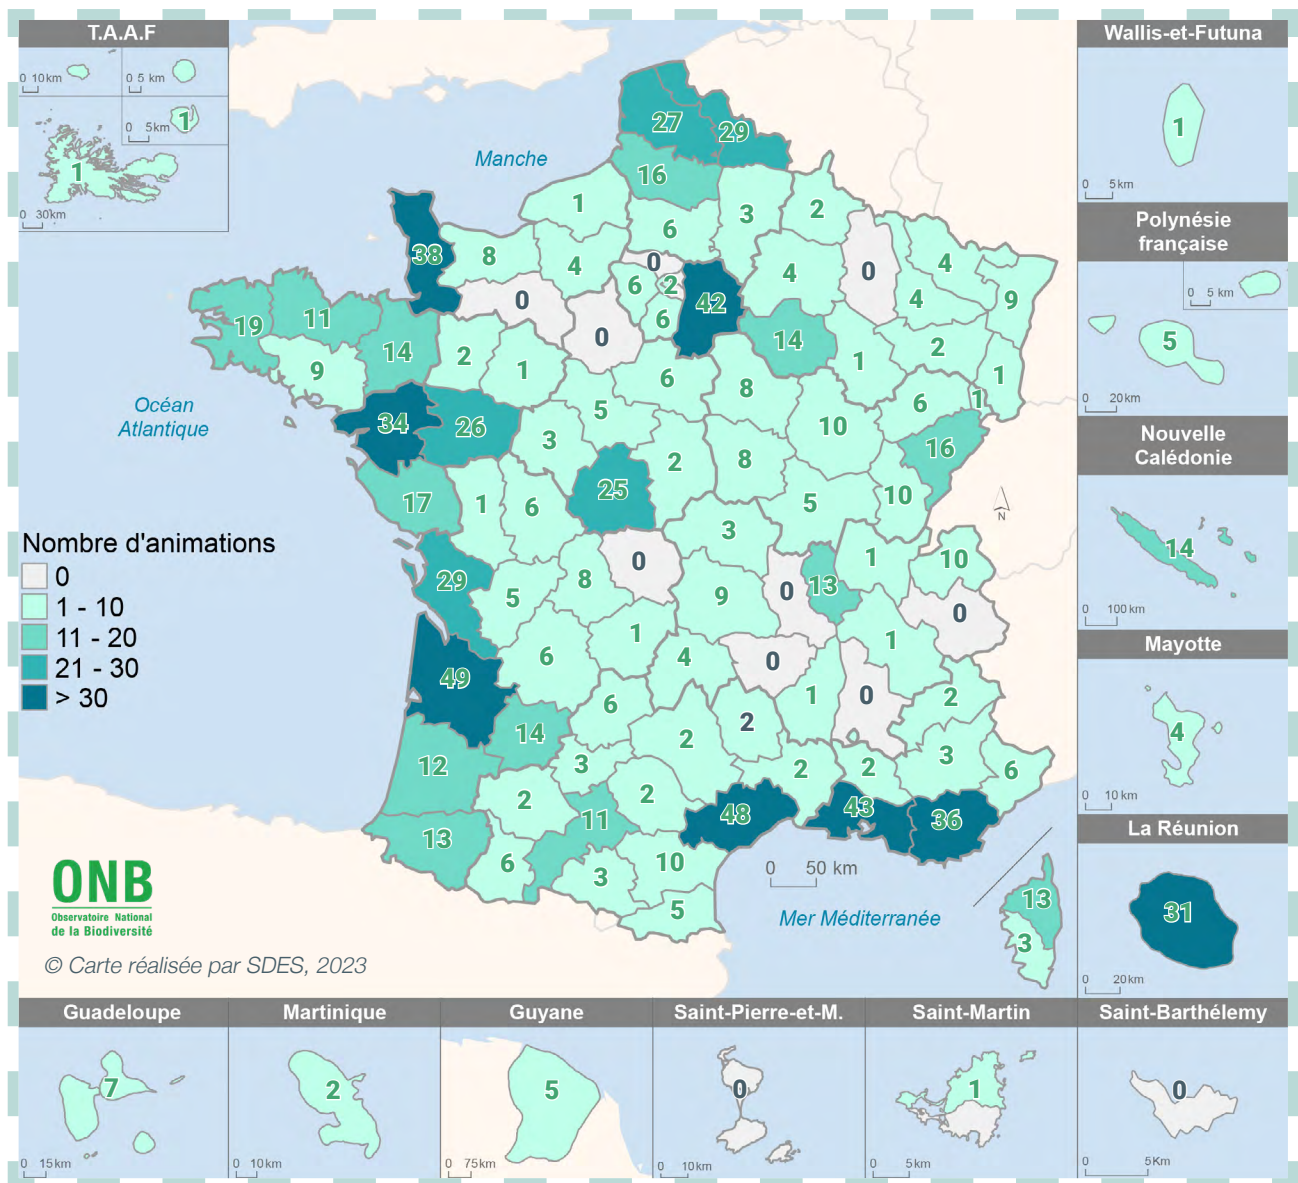 T.A.A.F
0 10 km
0 5 km
1
0 5km
1
0 30km
Wallis-et-Futuna
1
0 5km
Polynésie
française
0 5 km
5
0 20km
Nouvelle
Calédonie
14
0 100 km
Mayotte
4
0 10 km
La Réunion
31
0 20km
Manche
27
29
16
1
3
2
6
38
8
4
0
4
0
4
6
2
42
4
9
0
19
11
6
14
0
14
2
9
2
1
1
1
6
8
6
1
Océan
Atlantique
34
26
5
10
3
16
2
8
25
17
1
6
5
10
N
3
Nombre d'animations
0
1 - 10
11 - 20
21 - 30
> 30
29
5
8
0
9
0
13
1
10
0
1
1
6
4
0
49
6
1
0
2
14
2
2
12
3
2
2
3
6
2
2
11
48
43
36
13
6
3
10
5
0 50 km
Mer Méditerranée
13
3
ONB
Observatoire National
de la Biodiversité
© Carte réalisée par SDES, 2023
Guadeloupe
7
0 15km
Martinique
2
0 10km
Guyane
5
0 75km
Saint-Pierre-et-M.
0
0 10km
Saint-Martin
1
0 5km
Saint-Barthélemy
0
0 5Km